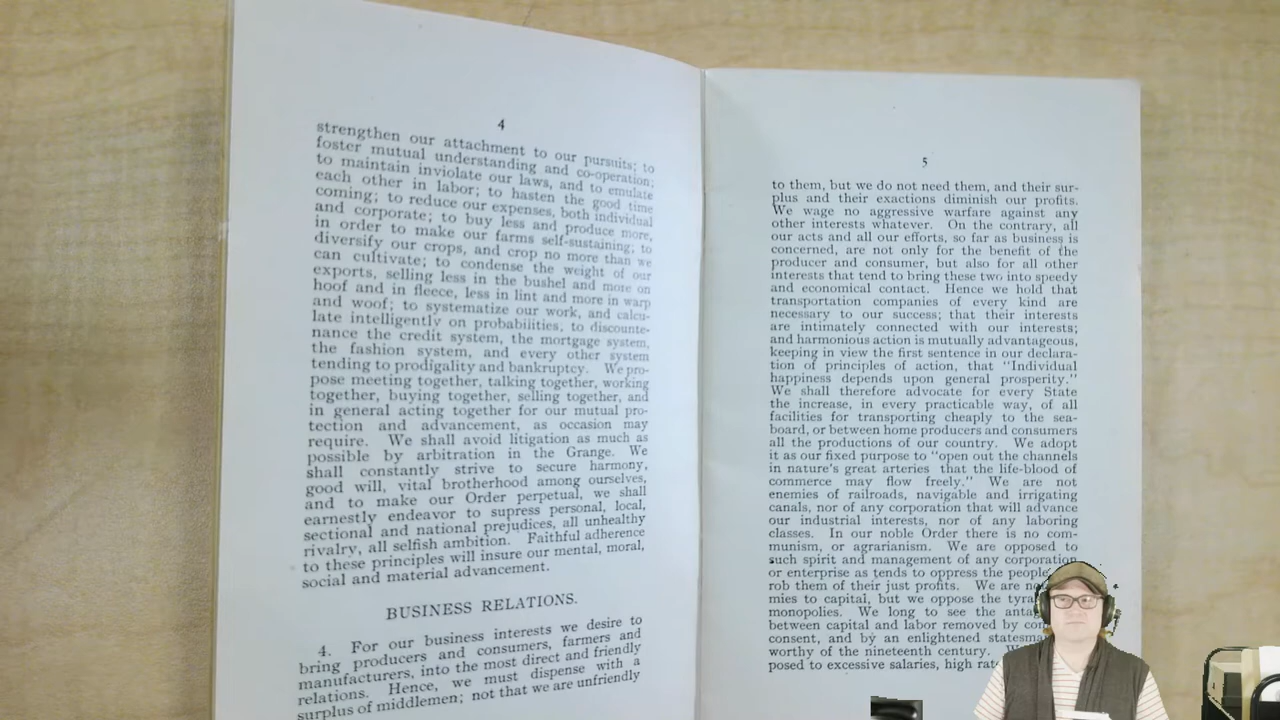 4
strengthen our attachment to our pursuits; to
foster mutual understanding and co-operation;
to maintain inviolate our laws, and to emulate
each other in labor; to hasten the good time
coming; to reduce our expenses, both individual
and corporate; to buy less and produce more,
in order to make our farms self-sustaining; to
diversify our crops, and crop no more than we
can cultivate; to condense the weight of our
exports, selling less in the bushel and more on
hoof and in fleece, less in lint and more in warp
and woof; to systematize our work, and calcu-
late intelligently on probabilities, to discounte-
nance the credit system, the mortgage system,
the fashion system, and every other system
tending to prodigality and bankruptcy. We pro-
pose meeting together, talking together, working
together, buying together, selling together, and
in general acting together for our mutual pro-
tection and advancement, as occasion may
require. We shall avoid litigation as much as
possible by arbitration in the Grange. We
shall constantly strive to secure harmony,
good will, vital brotherhood among ourselves,
and to make our Order perpetual, we shall
earnestly endeavor to supress personal, local,
sectional and national prejudices, all unhealthy
rivalry, all selfish ambition. Faithful adherence
to these principles will insure our mental, moral,
social and material advancement.
BUSINESS RELATIONS.
4. For our business interests we desire to
bring producers and consumers, farmers and
manufacturers, into the most direct and friendly
relations. Hence, we must dispense with a
surplus of middlemen; not that we are unfriendly
5
to them, but we do not need them, and their sur-
plus and their exactions diminish our profits.
We wage no aggressive warfare against any
other interests whatever. On the contrary, all
our acts and all our efforts, so far as business is
concerned, are not only for the benefit of the
producer and consumer, but also for all other
interests that tend to bring these two into speedy
and economical contact. Hence we hold that
transportation companies of every kind are
necessary to our success; that their interests
are intimately connected with our interests;
and harmonious action is mutually advantageous,
keeping in view the first sentence in our declara-
tion of principles of action, that "Individual
happiness depends upon general prosperity."
We shall therefore advocate for every State
the increase, in every practicable way, of all
facilities for transporting cheaply to the sea-
board, or between home producers and consumers
all the productions of our country. We adopt
it as our fixed purpose to "open out the channels
in nature's great arteries that the life-blood of
commerce may flow freely." We are not
enemies of railroads, navigable and irrigating
canals, nor of any corporation that will advance
our industrial interests, nor of any laboring
classes. In our noble Order there is no com-
munism, or agrarianism. We are opposed to
such spirit and management of any corporation
or enterprise as tends to oppress the people
rob them of their just profits. We are
mies to capital, but we oppose the
monopolies. We long to see the
between capital and labor removed by
consent, and by an enlightened
worthy of the nineteenth century.
posed to excessive salaries, high